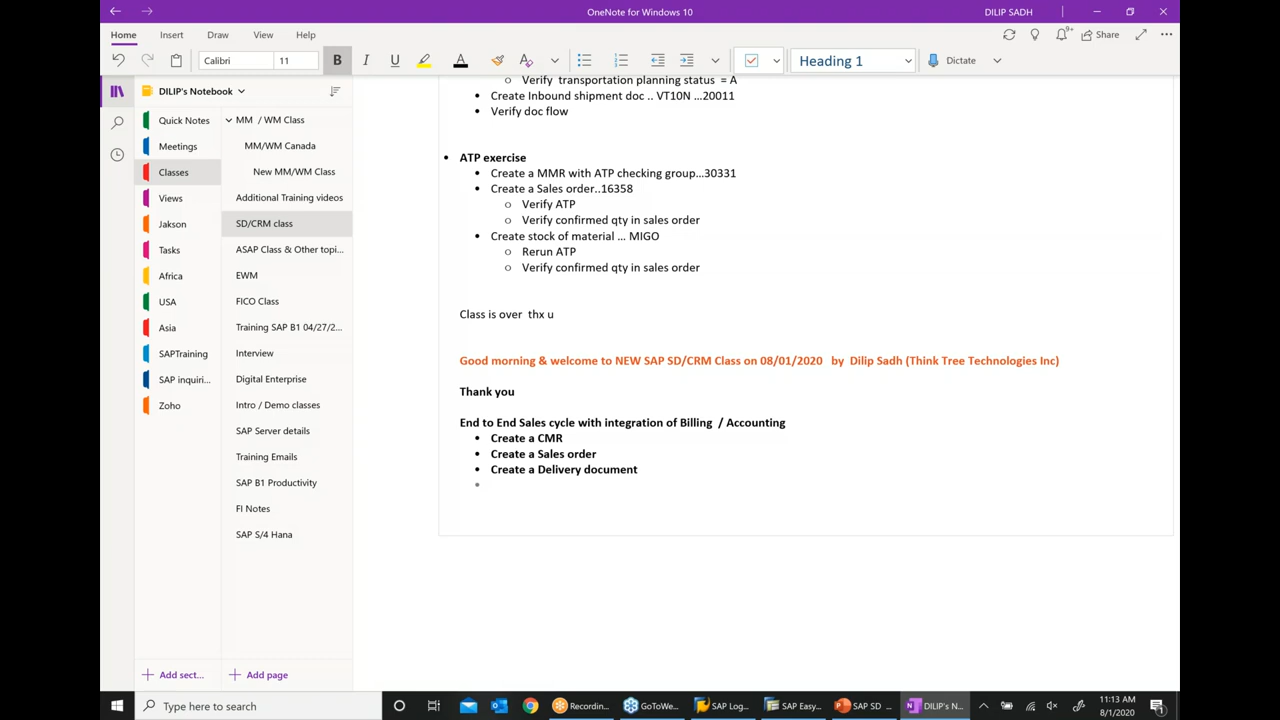 OneNote for Windows 10
DILIP SADH
Home
Insert
Draw
View
Help
9+
Share
Calibri
11
B
I
U
A
A
Heading 1
Dictate
DILIP's Notebook
Quick Notes
Meetings
Classes
Views
Jakson
Tasks
Africa
USA
Asia
SAPTraining
SAP inquiri...
Zoho
Add sect...
MM / WM Class
MM/WM Canada
New MM/WM Class
Additional Training videos
SD/CRM class
ASAP Class & Other topi...
EWM
FICO Class
Training SAP B1 04/27/2...
Interview
Digital Enterprise
Intro / Demo classes
SAP Server details
Training Emails
SAP B1 Productivity
FI Notes
SAP S/4 Hana
Add page
o Verify transportation planning status = A
• Create Inbound shipment doc .. VT10N ...20011
• Verify doc flow
• ATP exercise
• Create a MMR with ATP checking group...30331
• Create a Sales order..16358
o Verify ATP
o Verify confirmed qty in sales order
• Create stock of material ... MIGO
o Rerun ATP
o Verify confirmed qty in sales order
Class is over thx u
Good morning & welcome to NEW SAP SD/CRM Class on 08/01/2020 by Dilip Sadh (Think Tree Technologies Inc)
Thank you
End to End Sales cycle with integration of Billing / Accounting
• Create a CMR
• Create a Sales order
• Create a Delivery document
•
Type here to search
Recordin...
GoToWe...
SAP Log...
SAP Easy...
SAP SD ...
DILIP's N...
11:13 AM
8/1/2020
1